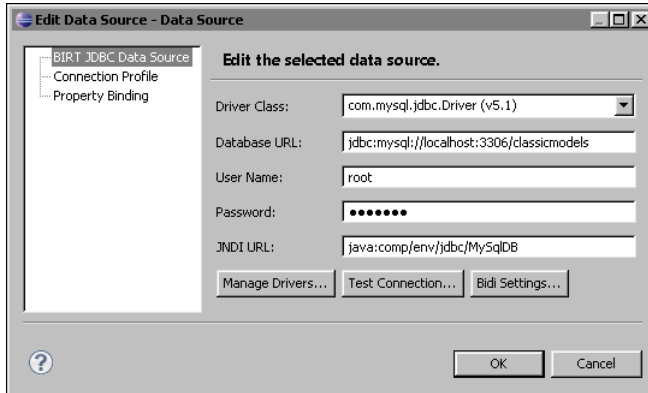 Edit Data Source - Data Source
BIRT JDBC Data Source
Connection Profile
Property Binding
Edit the selected data source.
Driver Class: com.mysql.jdbc.Driver (v5.1)
Database URL: jdbc:mysql://localhost:3306/classicmodels
User Name: root
Password: •••••••
JNDI URL: java:comp/env/jdbc/MySqlDB
Manage Drivers... Test Connection... Bidi Settings...
? OK Cancel